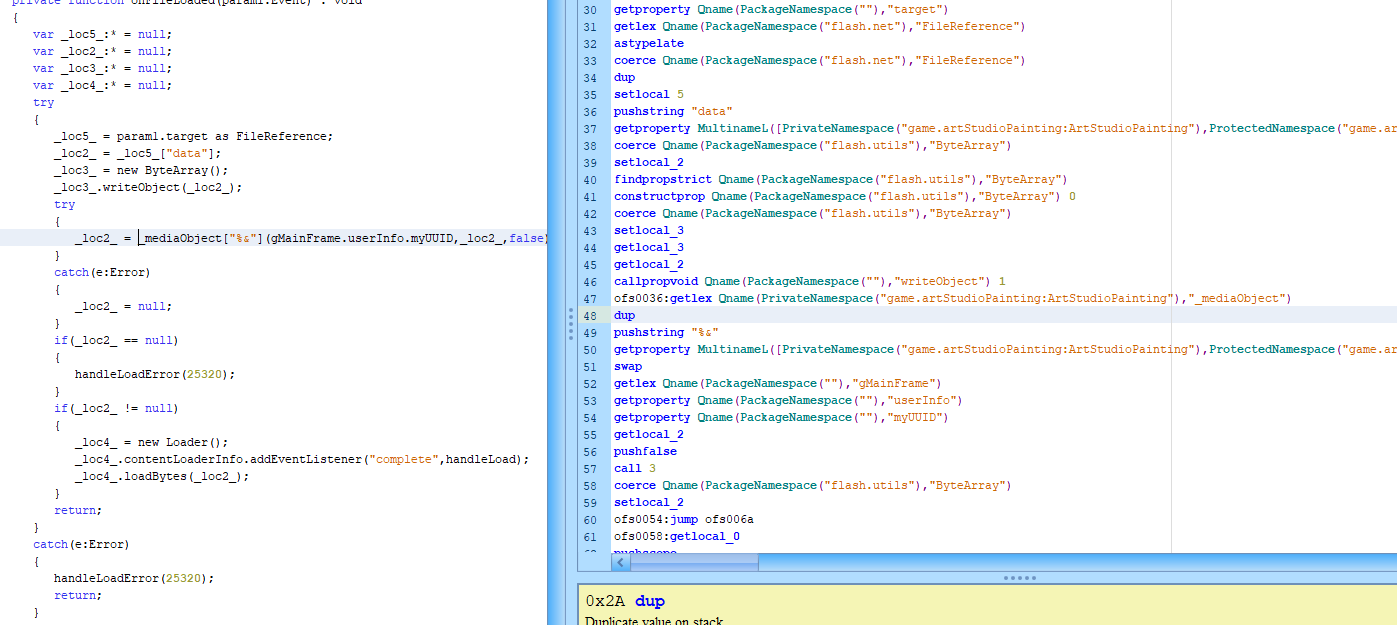 private function onFileLoaded(param1:Event) : void
{
var _loc5_:* = null;
var _loc2_:* = null;
var _loc3_:* = null;
var _loc4_:* = null;
try
{
_loc5_ = param1.target as FileReference;
_loc2_ = _loc5_["data"];
_loc3_ = new ByteArray();
_loc3_.writeObject(_loc2_);
try
{
_loc2_ = _mediaObject["%&"](gMainFrame.userInfo.myUUID,_loc2_,false)
}
catch(e:Error)
{
_loc2_ = null;
}
if(_loc2_ == null)
{
handleLoadError(25320);
}
if(_loc2_ != null)
{
_loc4_ = new Loader();
_loc4_.contentLoaderInfo.addEventListener("complete",handleLoad);
_loc4_.loadBytes(_loc2_);
}
return;
}
catch(e:Error)
{
handleLoadError(25320);
return;
}
30 getproperty Qname(PackageNamespace(""),"target")
31 getlex Qname(PackageNamespace("flash.net"),"FileReference")
32 astypelate
33 coerce Qname(PackageNamespace("flash.net"),"FileReference")
34 dup
35 setlocal 5
36 pushstring "data"
37 getproperty MultinameL([PrivateNamespace("game.artStudioPainting:ArtStudioPainting"),ProtectedNamespace("game.ar
38 coerce Qname(PackageNamespace("flash.utils"),"ByteArray")
39 setlocal_2
40 findpropstrict Qname(PackageNamespace("flash.utils"),"ByteArray")
41 constructprop Qname(PackageNamespace("flash.utils"),"ByteArray") 0
42 coerce Qname(PackageNamespace("flash.utils"),"ByteArray")
43 setlocal_3
44 getlocal_3
45 getlocal_2
46 callpropvoid Qname(PackageNamespace(""),"writeObject") 1
47 ofs0036:getlex Qname(PrivateNamespace("game.artStudioPainting:ArtStudioPainting"),"_mediaObject")
48 dup
49 pushstring "%&"
50 getproperty MultinameL([PrivateNamespace("game.artStudioPainting:ArtStudioPainting"),ProtectedNamespace("game.ar
51 swap
52 getlex Qname(PackageNamespace(""),"gMainFrame")
53 getproperty Qname(PackageNamespace(""),"userInfo")
54 getproperty Qname(PackageNamespace(""),"myUUID")
55 getlocal_2
56 pushfalse
57 call 3
58 coerce Qname(PackageNamespace("flash.utils"),"ByteArray")
59 setlocal_2
60 ofs0054:jump ofs006a
61 ofs0058:getlocal_0
62 pushscope
0x2A dup
Duplicate value on stack